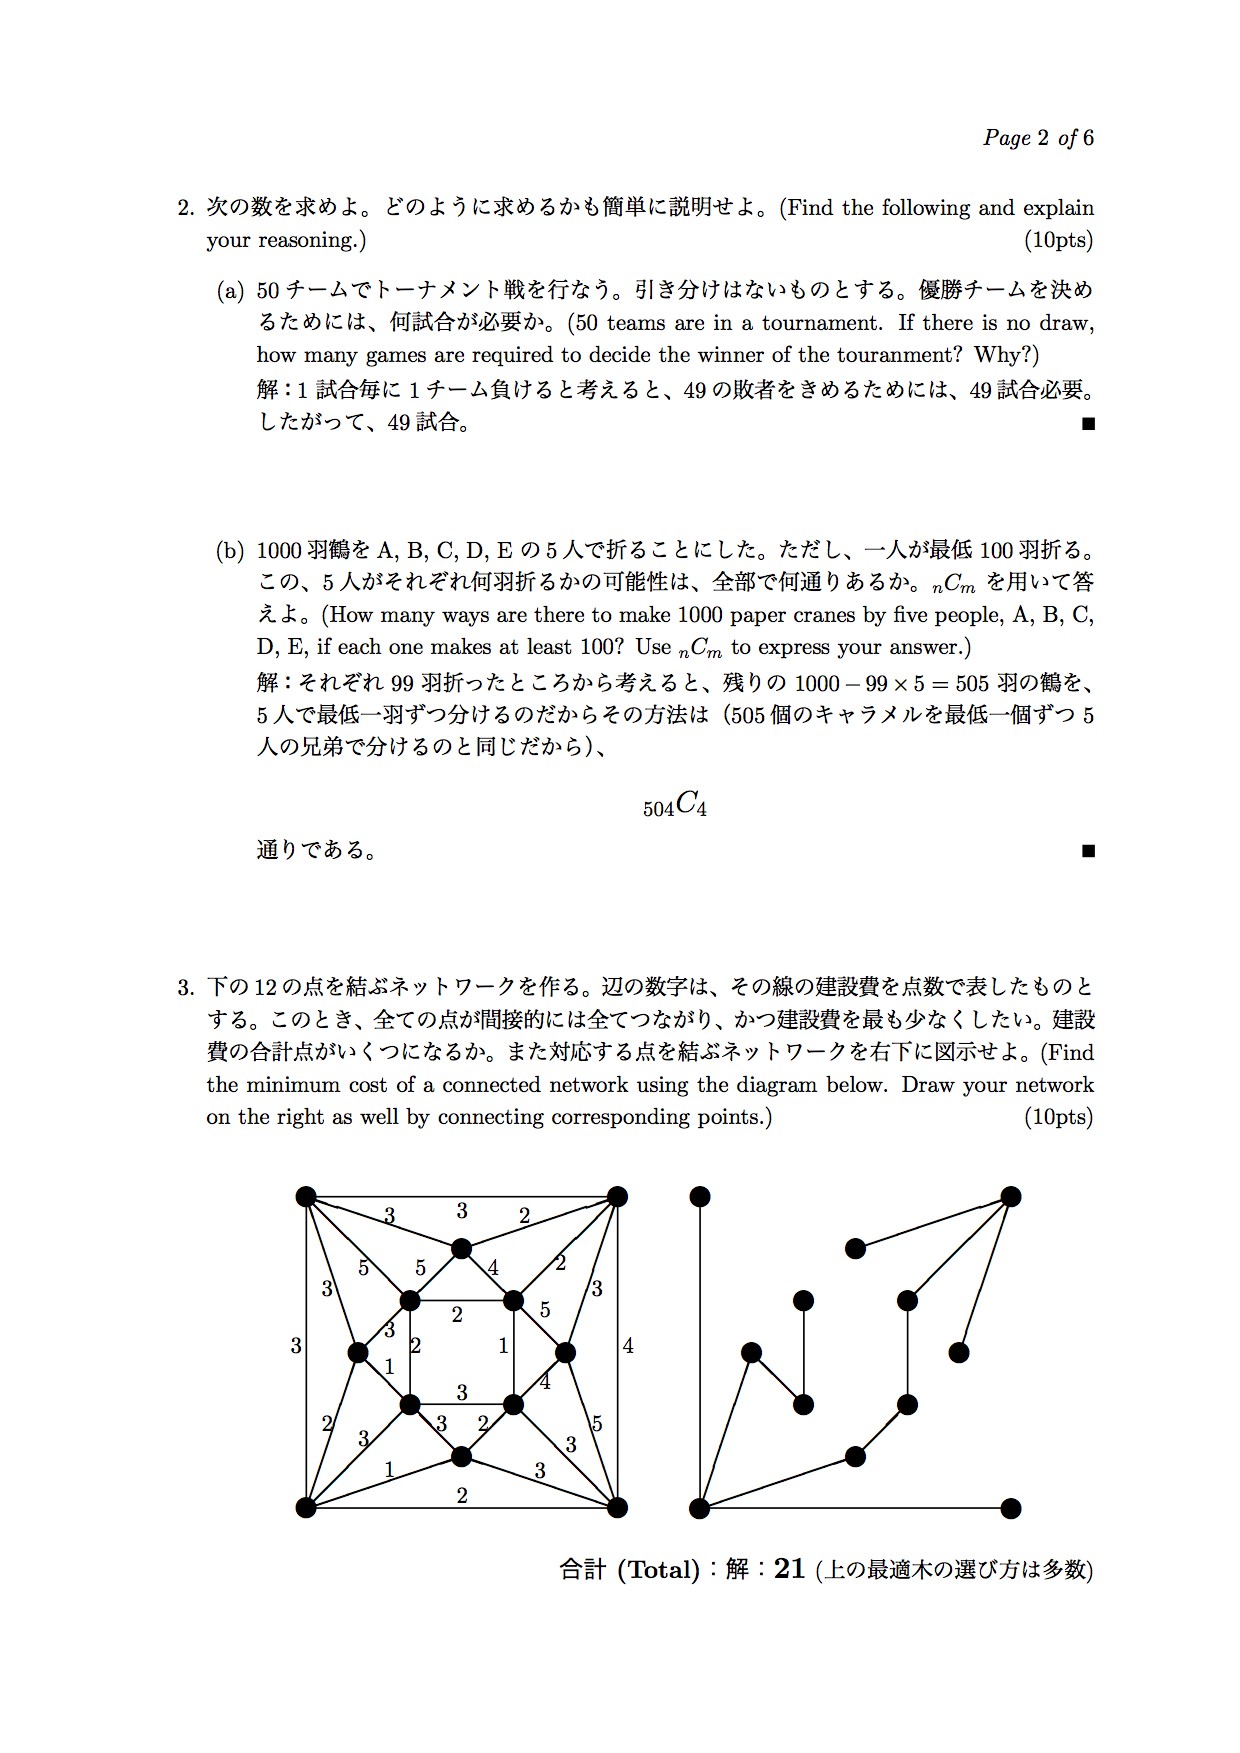 Page 2 of 6
2. 次の数を求めよ。どのように求めるかも簡単に説明せよ。(Find the following and explain
your reasoning.) (10pts)
(a) 50 チームでトーナメント戦を行なう。引き分けはないものとする。優勝チームを決め
るためには、何試合が必要か。(50 teams are in a tournament. If there is no draw,
how many games are required to decide the winner of the touranment? Why?)
解：1 試合毎に 1 チーム負けると考えると、49 の敗者をきめるためには、49 試合必要。
したがって、49 試合。 ■
(b) 1000 羽鶴を A, B, C, D, E の 5 人で折ることにした。ただし、一人が最低 100 羽折る。
この、5 人がそれぞれ何羽折るかの可能性は、全部で何通りあるか。nCm を用いて答
えよ。(How many ways are there to make 1000 paper cranes by five people, A, B, C,
D, E, if each one makes at least 100? Use nCm to express your answer.)
解：それぞれ 99 羽折ったところから考えると、残りの 1000 − 99 × 5 = 505 羽の鶴を、
5 人で最低一羽ずつ分けるのだからその方法は（505 個のキャラメルを最低一個ずつ 5
人の兄弟で分けるのと同じだから）、
504C4
通りである。 ■
3. 下の 12 の点を結ぶネットワークを作る。辺の数字は、その線の建設費を点数で表したものと
する。このとき、全ての点が間接的には全てつながり、かつ建設費を最も少なくしたい。建設
費の合計点がいくつになるか。また対応する点を結ぶネットワークを右下に図示せよ。(Find
the minimum cost of a connected network using the diagram below. Draw your network
on the right as well by connecting corresponding points.) (10pts)
3 3 2
5 5 4 2
3 3
2 5
3
3 2 1 4
1 4
3
2 3 2 5
3 3
1 3
2
合計 (Total)：解：21 (上の最適木の選び方は多数)